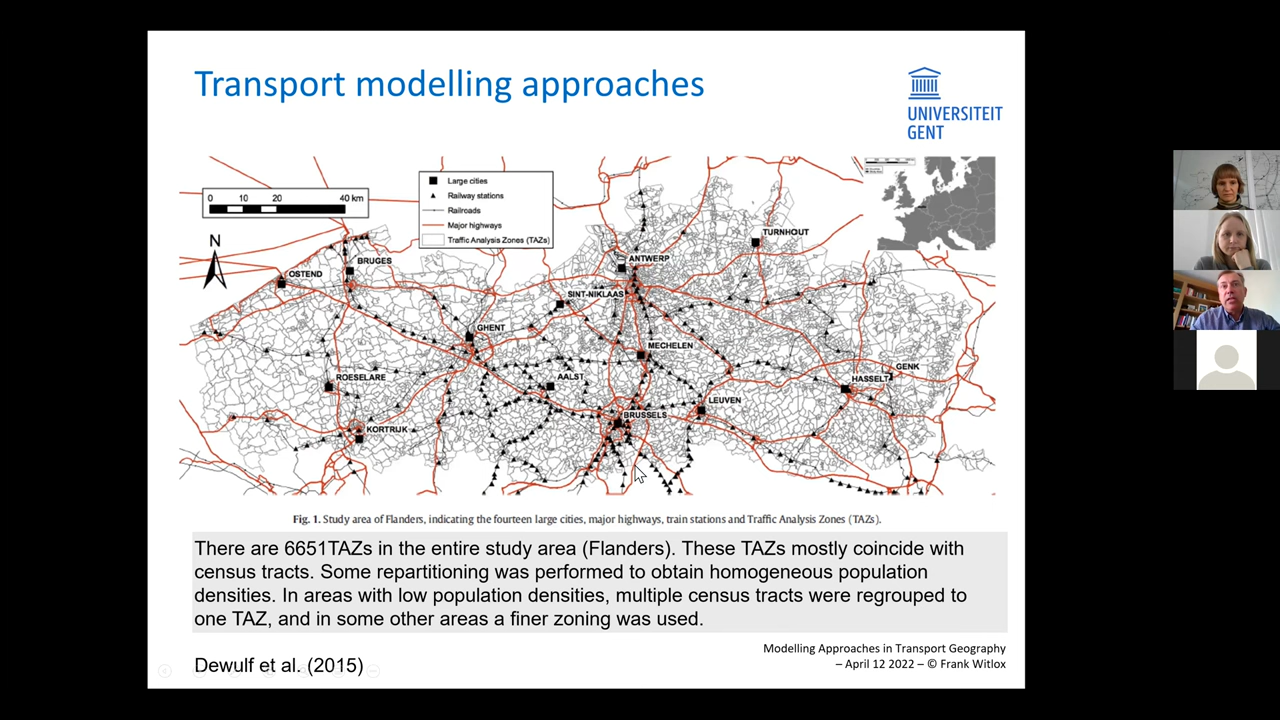 Transport modelling approaches
UNIVERSITEIT
GENT
0 10 20 40 km
N
Large cities
Railway stations
Railroads
Major highways
Traffic Analysis Zones (TAZs)
TURNHOUT
BRUGES
ANTWERP
OSTEND
SINT-NIKLAAS
GHENT
MECHELEN
GENK
ROESELARE
AALST
HASSELT
LEUVEN
BRUSSELS
KORTRIJK
Fig. 1. Study area of Flanders, indicating the fourteen large cities, major highways, train stations and Traffic Analysis Zones (TAZs).
There are 6651TAZs in the entire study area (Flanders). These TAZs mostly coincide with
census tracts. Some repartitioning was performed to obtain homogeneous population
densities. In areas with low population densities, multiple census tracts were regrouped to
one TAZ, and in some other areas a finer zoning was used.
Modelling Approaches in Transport Geography
– April 12 2022 – © Frank Witlox
Dewulf et al. (2015)